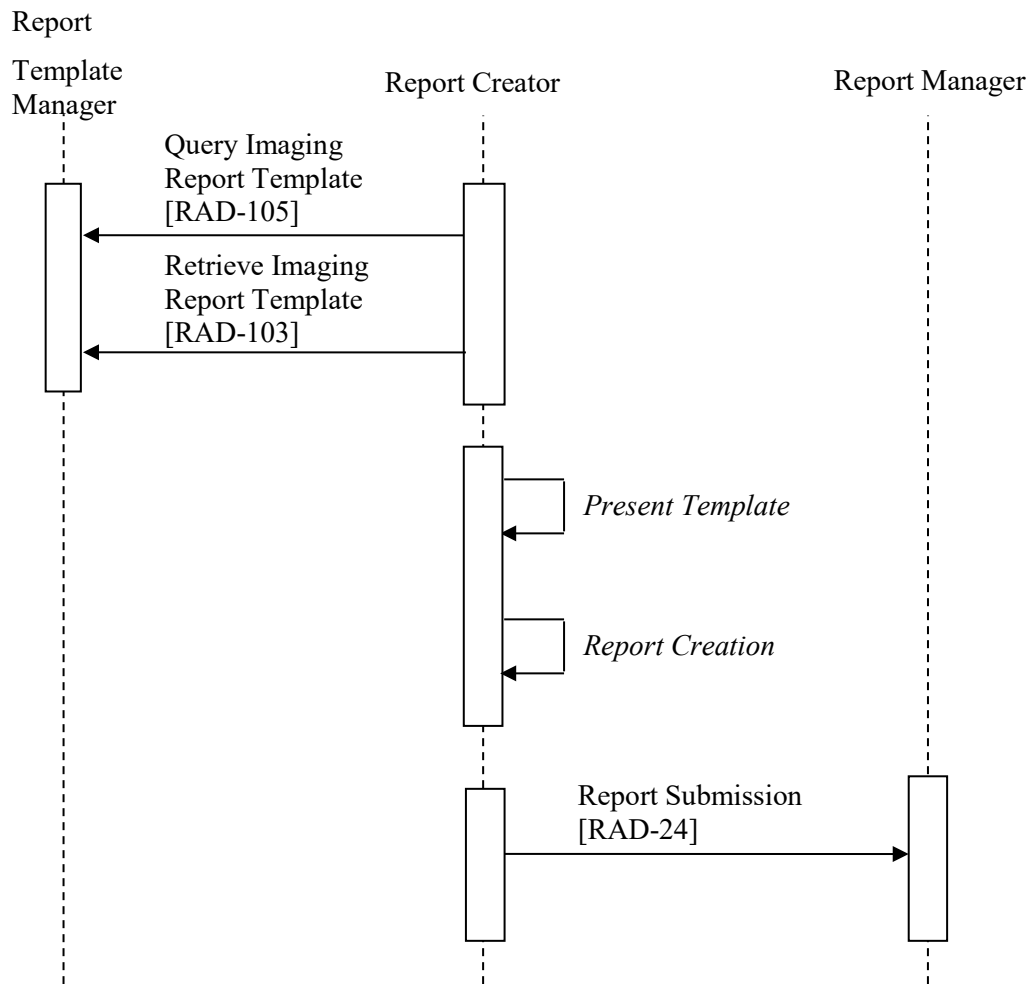 Report
Template
Manager
Report Creator
Report Manager
Query Imaging
Report Template
[RAD-105]
Retrieve Imaging
Report Template
[RAD-103]
Present Template
Report Creation
Report Submission
[RAD-24]